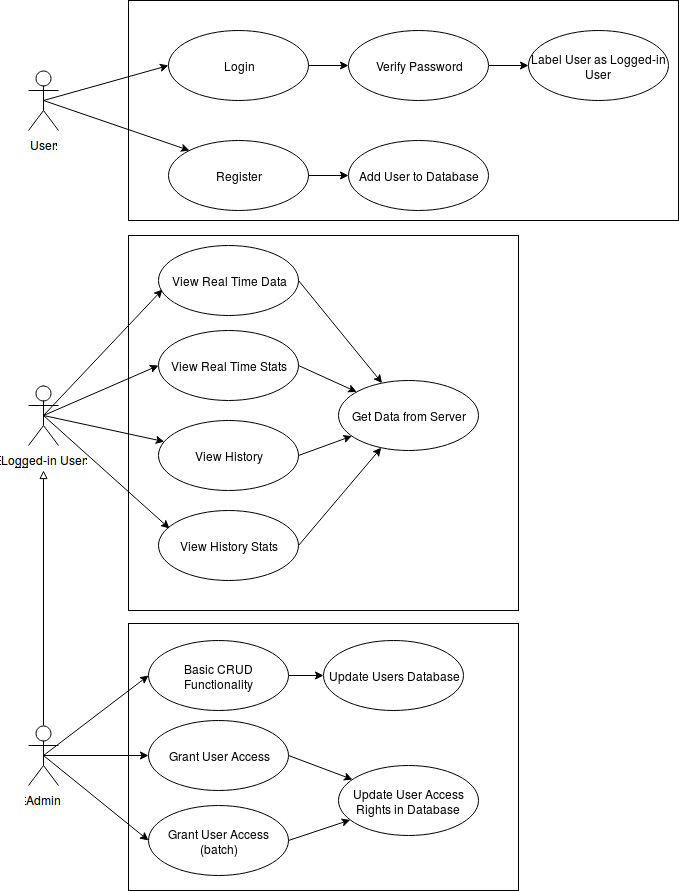 Login
Verify Password
Label User as Logged-in
User
User
Register
Add User to Database
View Real Time Data
View Real Time Stats
Get Data from Server
Logged-in User
View History
View History Stats
Basic CRUD
Functionality
Update Users Database
Grant User Access
Admin
Update User Access
Rights in Database
Grant User Access
(batch)